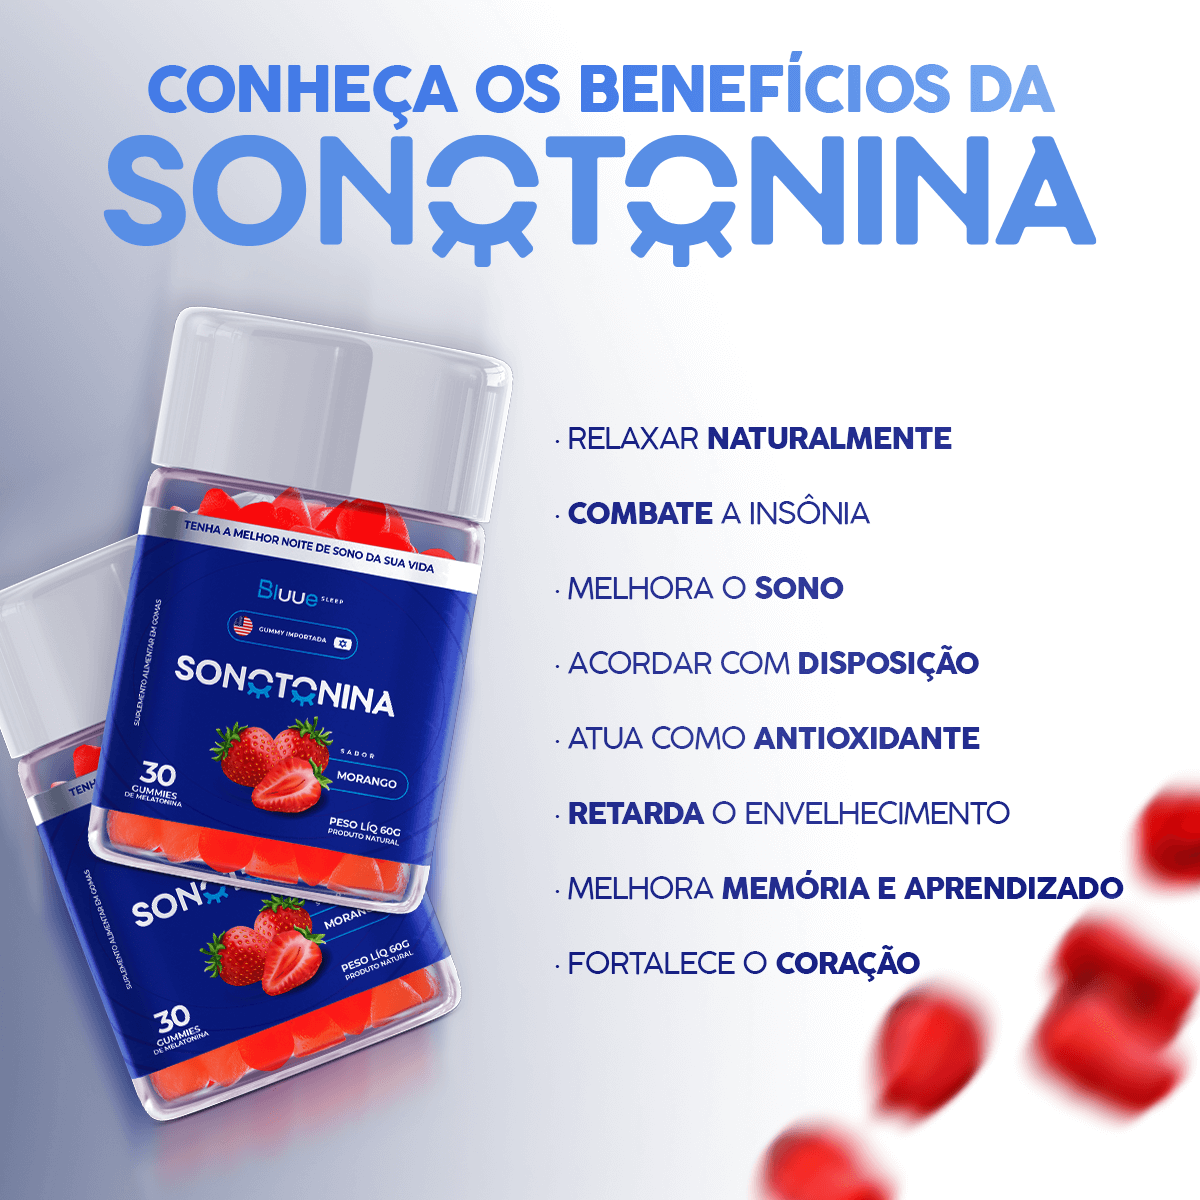 CONHEÇA OS BENEFÍCIOS DA
SONOTONINA
· RELAXAR NATURALMENTE
· COMBATE A INSÔNIA
· MELHORA O SONO
· ACORDAR COM DISPOSIÇÃO
· ATUA COMO ANTIOXIDANTE
· RETARDA O ENVELHECIMENTO
· MELHORA MEMÓRIA E APRENDIZADO
· FORTALECE O CORAÇÃO
TENHA A MELHOR NOITE DE SONO DA SUA VIDA
Bluue SLEEP
GUMMY IMPORTADA
SONOTONINA
SABOR
MORANGO
30
GUMMIES
DE MELATONINA
PESO LÍQ 60G
PRODUTO NATURAL
SUPLEMENTO ALIMENTAR EM GOMAS
TENH
SONO
MORAN
PESO LÍQ 60G
PRODUTO NATURAL
30
GUMMIES
DE MELATONINA
SUPLEMENTO ALIMENTAR EM GOMAS